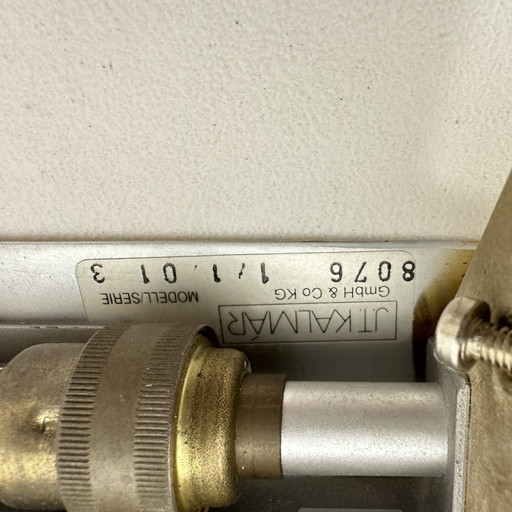 J.T. KALMÁR
GmbH & Co KG MODELL/SERIE
8076 1/1.01 3